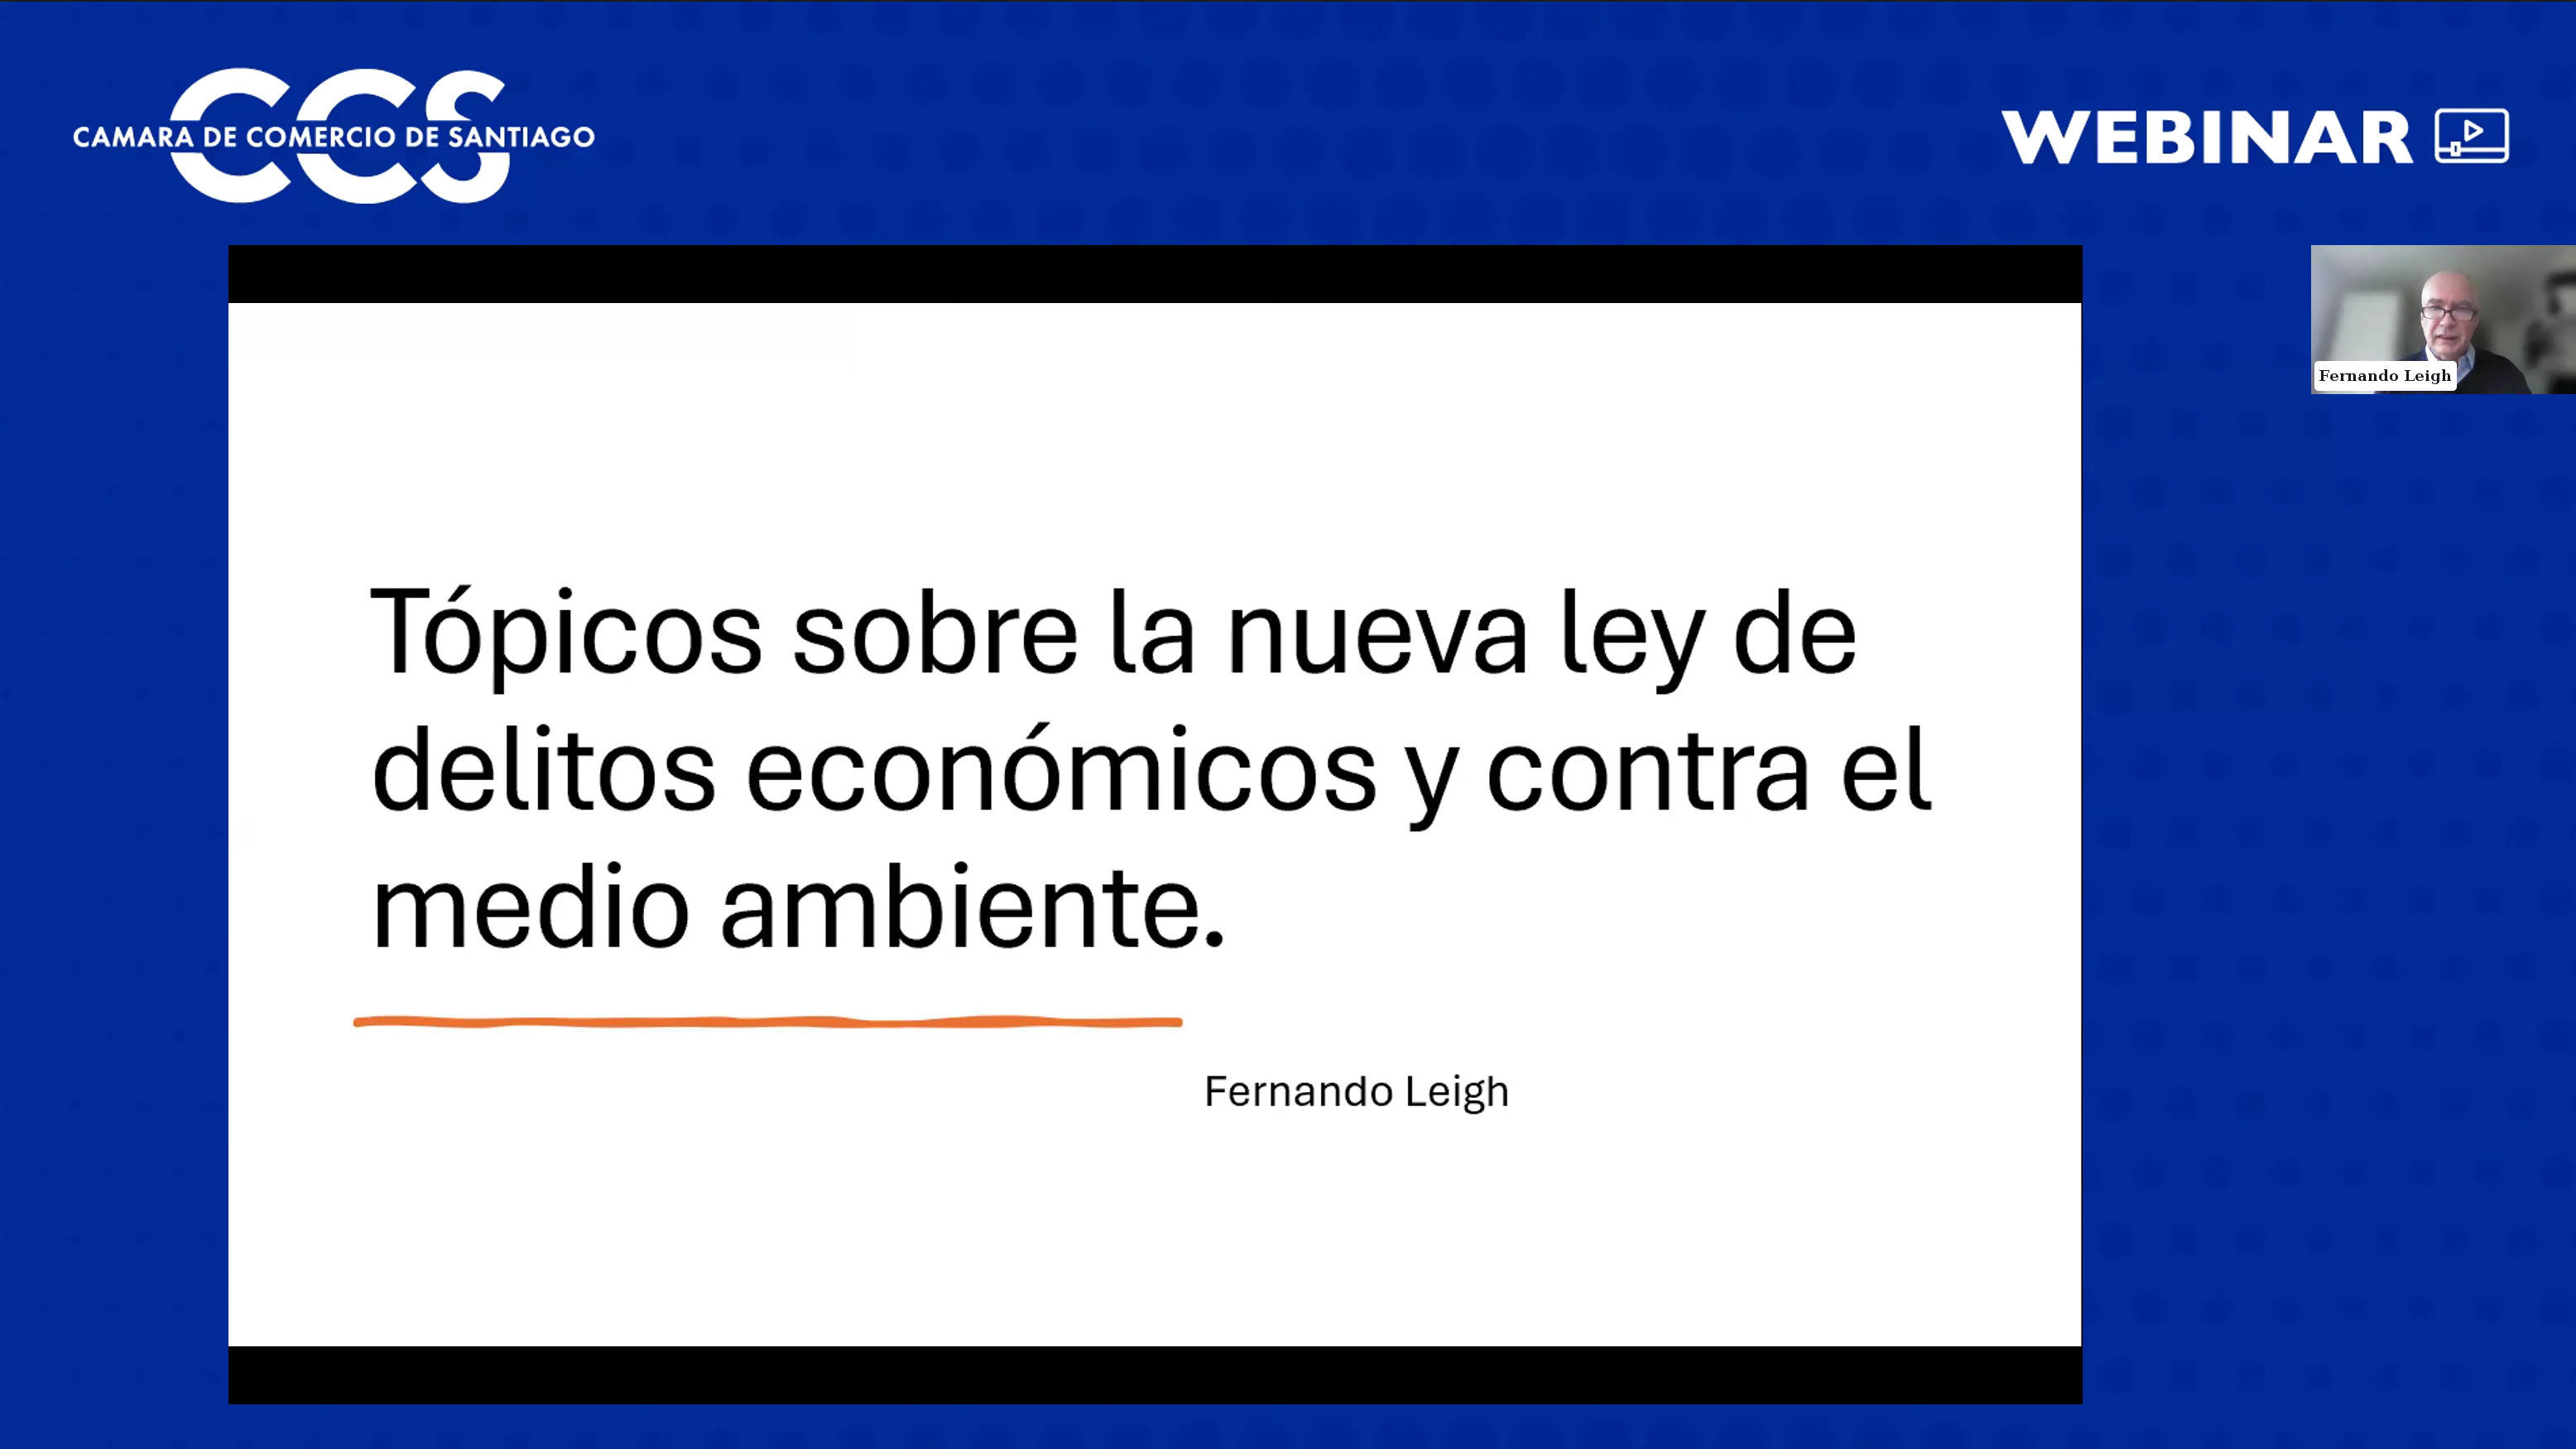 CCS
CAMARA DE COMERCIO DE SANTIAGO
WEBINAR
Fernando Leigh
Tópicos sobre la nueva ley de
delitos económicos y contra el
medio ambiente.
Fernando Leigh